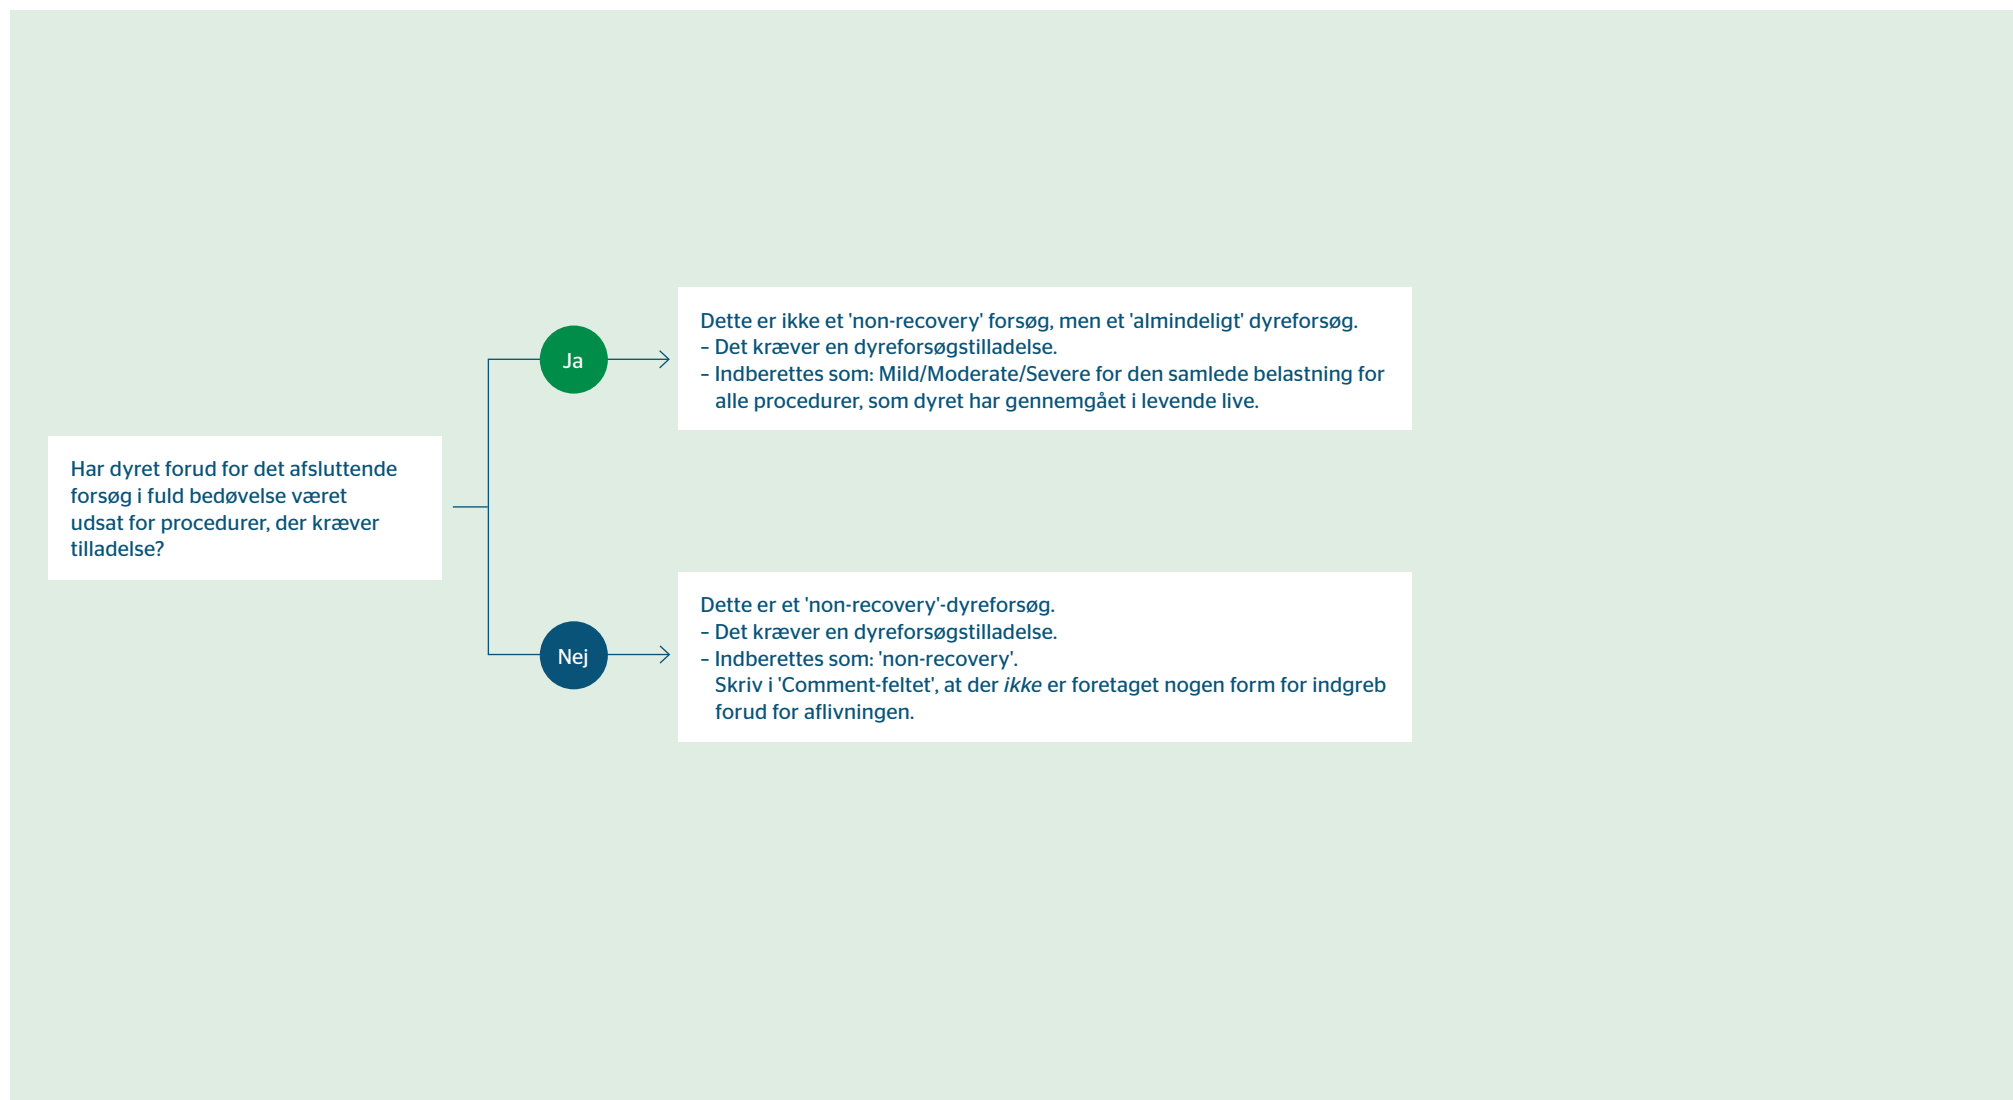 Har dyret forud for det afsluttende
forsøg i fuld bedøvelse været
udsat for procedurer, der kræver
tilladelse?
Ja
Dette er ikke et 'non-recovery' forsøg, men et 'almindeligt' dyreforsøg.
– Det kræver en dyreforsøgstilladelse.
– Indberettes som: Mild/Moderate/Severe for den samlede belastning for
alle procedurer, som dyret har gennemgået i levende live.
Nej
Dette er et 'non-recovery'-dyreforsøg.
– Det kræver en dyreforsøgstilladelse.
– Indberettes som: 'non-recovery'.
Skriv i 'Comment-feltet', at der ikke er foretaget nogen form for indgreb
forud for aflivningen.